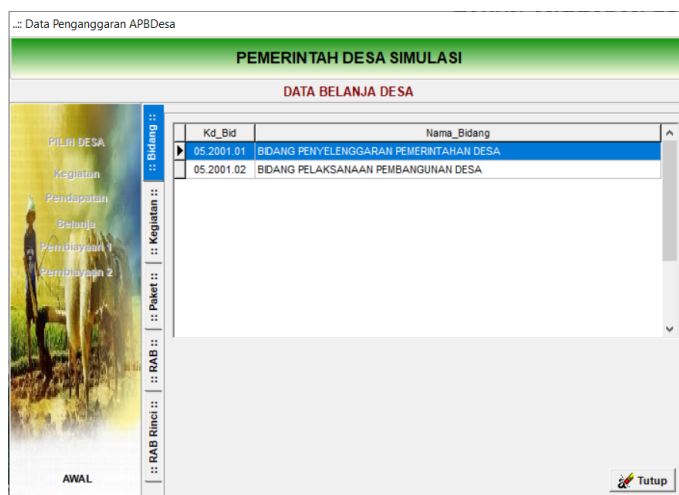 ..:: Data Penganggaran APBDesa
PEMERINTAH DESA SIMULASI
DATA BELANJA DESA
PILIH DESA
Kegiatan
Pendapatan
Belanja
Pembiayaan 1
Pembiayaan 2
AWAL
:: Bidang ::
:: Kegiatan ::
:: Paket ::
:: RAB ::
:: RAB Rinci ::
Kd_Bid Nama_Bidang
05.2001.01 BIDANG PENYELENGGARAN PEMERINTAHAN DESA
05.2001.02 BIDANG PELAKSANAAN PEMBANGUNAN DESA
Tutup